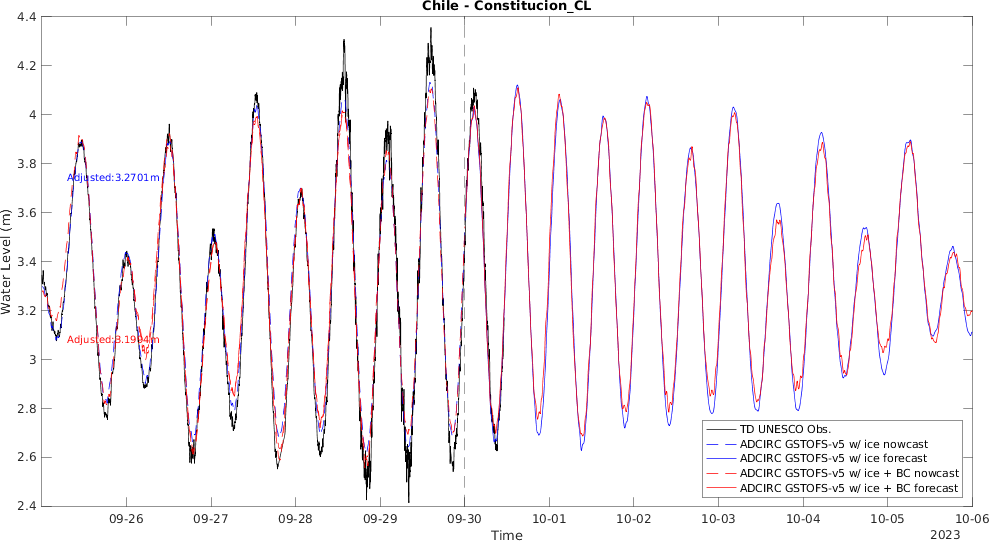 Chile - Constitucion_CL
4.4
4.2
4
3.8
3.6
3.4
3.2
3
2.8
2.6
2.4
Water Level (m)
Adjusted:3.2701m
Adjusted:3.1904m
TD UNESCO Obs.
ADCIRC GSTOFS-v5 w/ ice nowcast
ADCIRC GSTOFS-v5 w/ ice forecast
ADCIRC GSTOFS-v5 w/ ice + BC nowcast
ADCIRC GSTOFS-v5 w/ ice + BC forecast
09-26 09-27 09-28 09-29 09-30 10-01 10-02 10-03 10-04 10-05 10-06
Time
2023